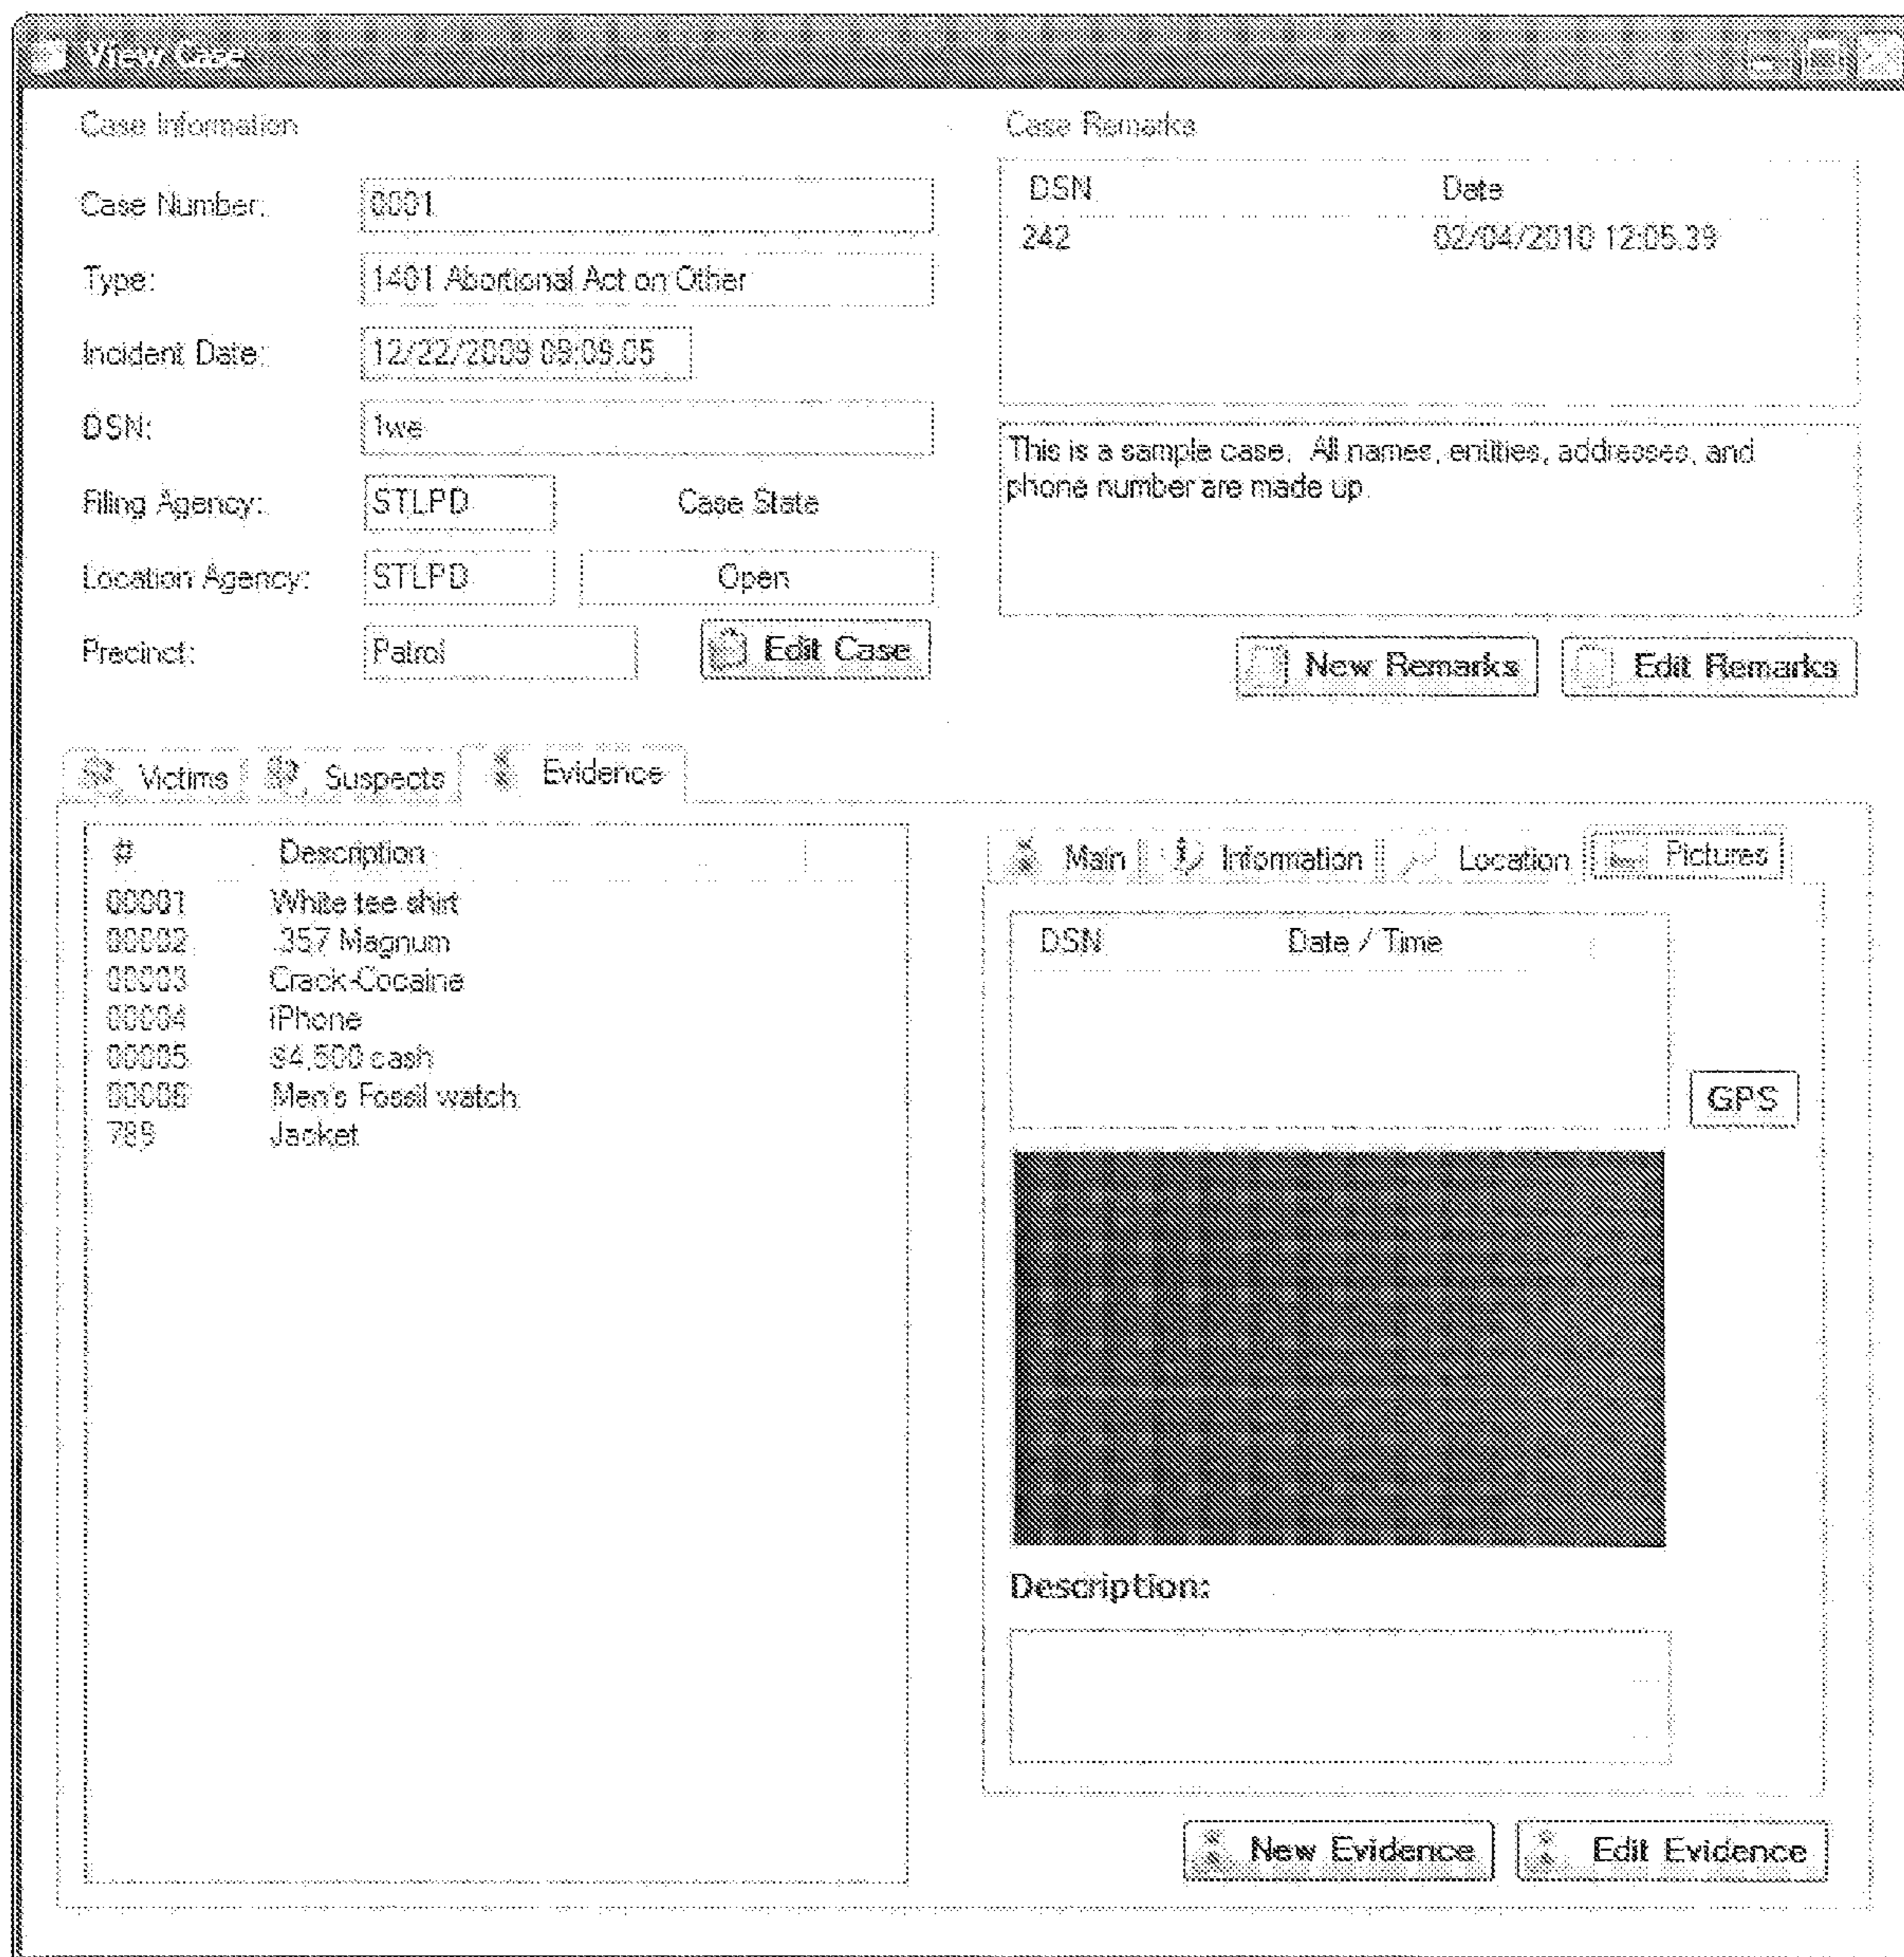 View Case
Case Information
Case Number: 0001
Type: 1401 Abortional Act on Other
Incident Date: 12/22/2009 09:09.05
DSN: 1we
Filing Agency: STLPD Case State
Location Agency: STLPD Open
Precinct: Patrol Edit Case
Case Remarks
DSN Date
242 02/04/2010 12:05.39
This is a sample case. All names, entities, addresses, and
phone number are made up.
New Remarks Edit Remarks
Victims Suspects Evidence
# Description
00001 White tee shirt
00002 .357 Magnum
00003 Crack-Cocaine
00004 iPhone
00005 $4,500 cash
00006 Men's Fossil watch
789 Jacket
Main Information Location Pictures
DSN Date / Time
GPS
Description:
New Evidence Edit Evidence